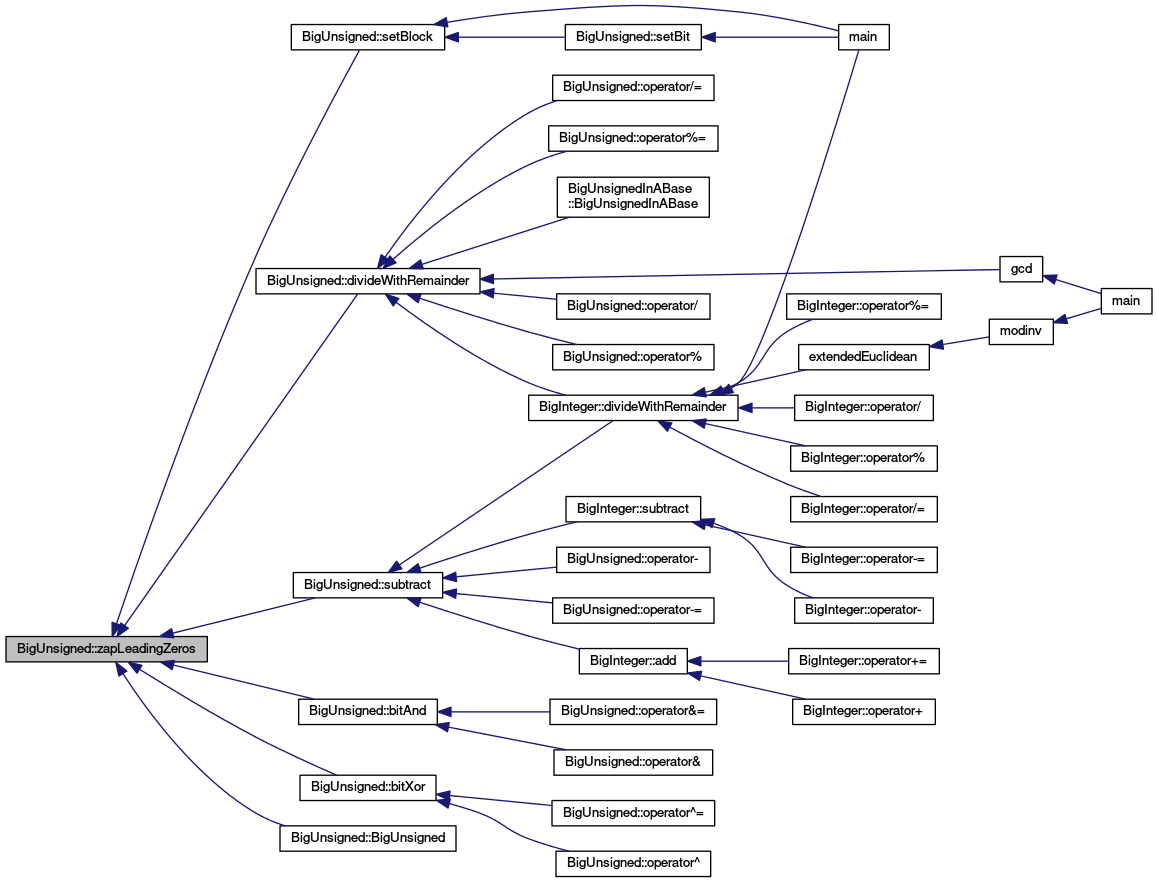 BigUnsigned::setBlock
BigUnsigned::setBit
main
BigUnsigned::operator/=
BigUnsigned::operator%=
BigUnsignedInABase
::BigUnsignedInABase
BigUnsigned::divideWithRemainder
gcd
BigUnsigned::operator/
BigInteger::operator%=
main
modinv
BigUnsigned::operator%
extendedEuclidean
BigInteger::divideWithRemainder
BigInteger::operator/
BigInteger::operator%
BigInteger::operator/=
BigInteger::subtract
BigUnsigned::operator-
BigInteger::operator-=
BigUnsigned::subtract
BigUnsigned::operator-=
BigInteger::operator-
BigUnsigned::zapLeadingZeros
BigInteger::add
BigInteger::operator+=
BigInteger::operator+
BigUnsigned::bitAnd
BigUnsigned::operator&=
BigUnsigned::operator&
BigUnsigned::bitXor
BigUnsigned::operator^=
BigUnsigned::BigUnsigned
BigUnsigned::operator^